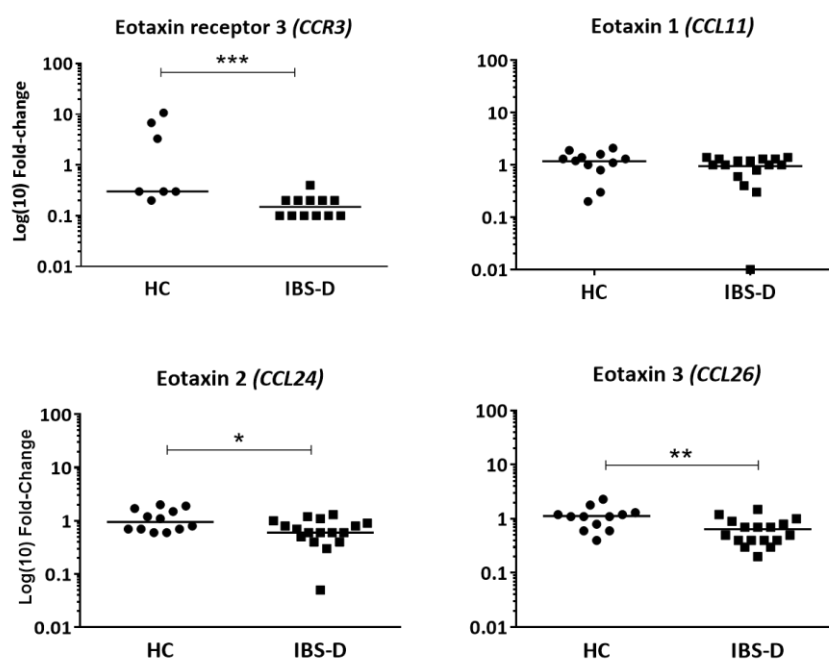 Eotaxin receptor 3 (CCR3)
***
Log(10) Fold-change
100
10
1
0.1
0.01
HC
IBS-D
Eotaxin 1 (CCL11)
100
10
1
0.1
0.01
HC
IBS-D
Eotaxin 2 (CCL24)
*
Log(10) Fold-Change
100
10
1
0.1
0.01
HC
IBS-D
Eotaxin 3 (CCL26)
**
100
10
1
0.1
0.01
HC
IBS-D